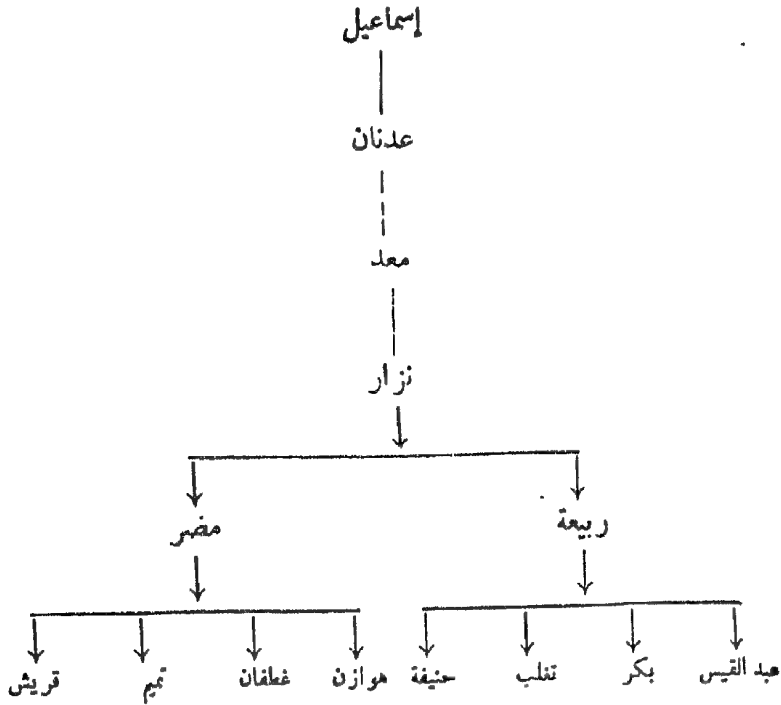 إسماعيل
عدنان
معد
نزار
ربيعة مضر
عبد القيس بكر تغلب حنيفة هوازن غطفان تميم قريش